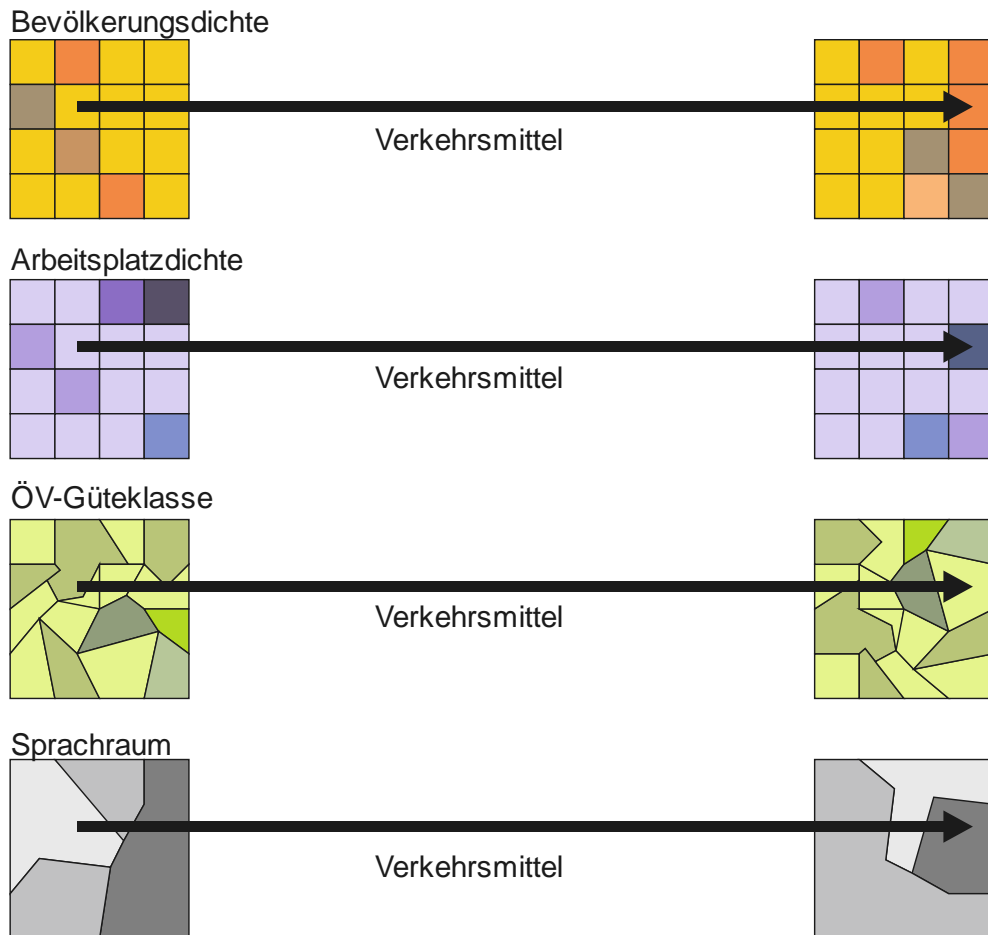 Bevölkerungsdichte
Verkehrsmittel
Arbeitsplatzdichte
Verkehrsmittel
ÖV-Güteklasse
Verkehrsmittel
Sprachraum
Verkehrsmittel